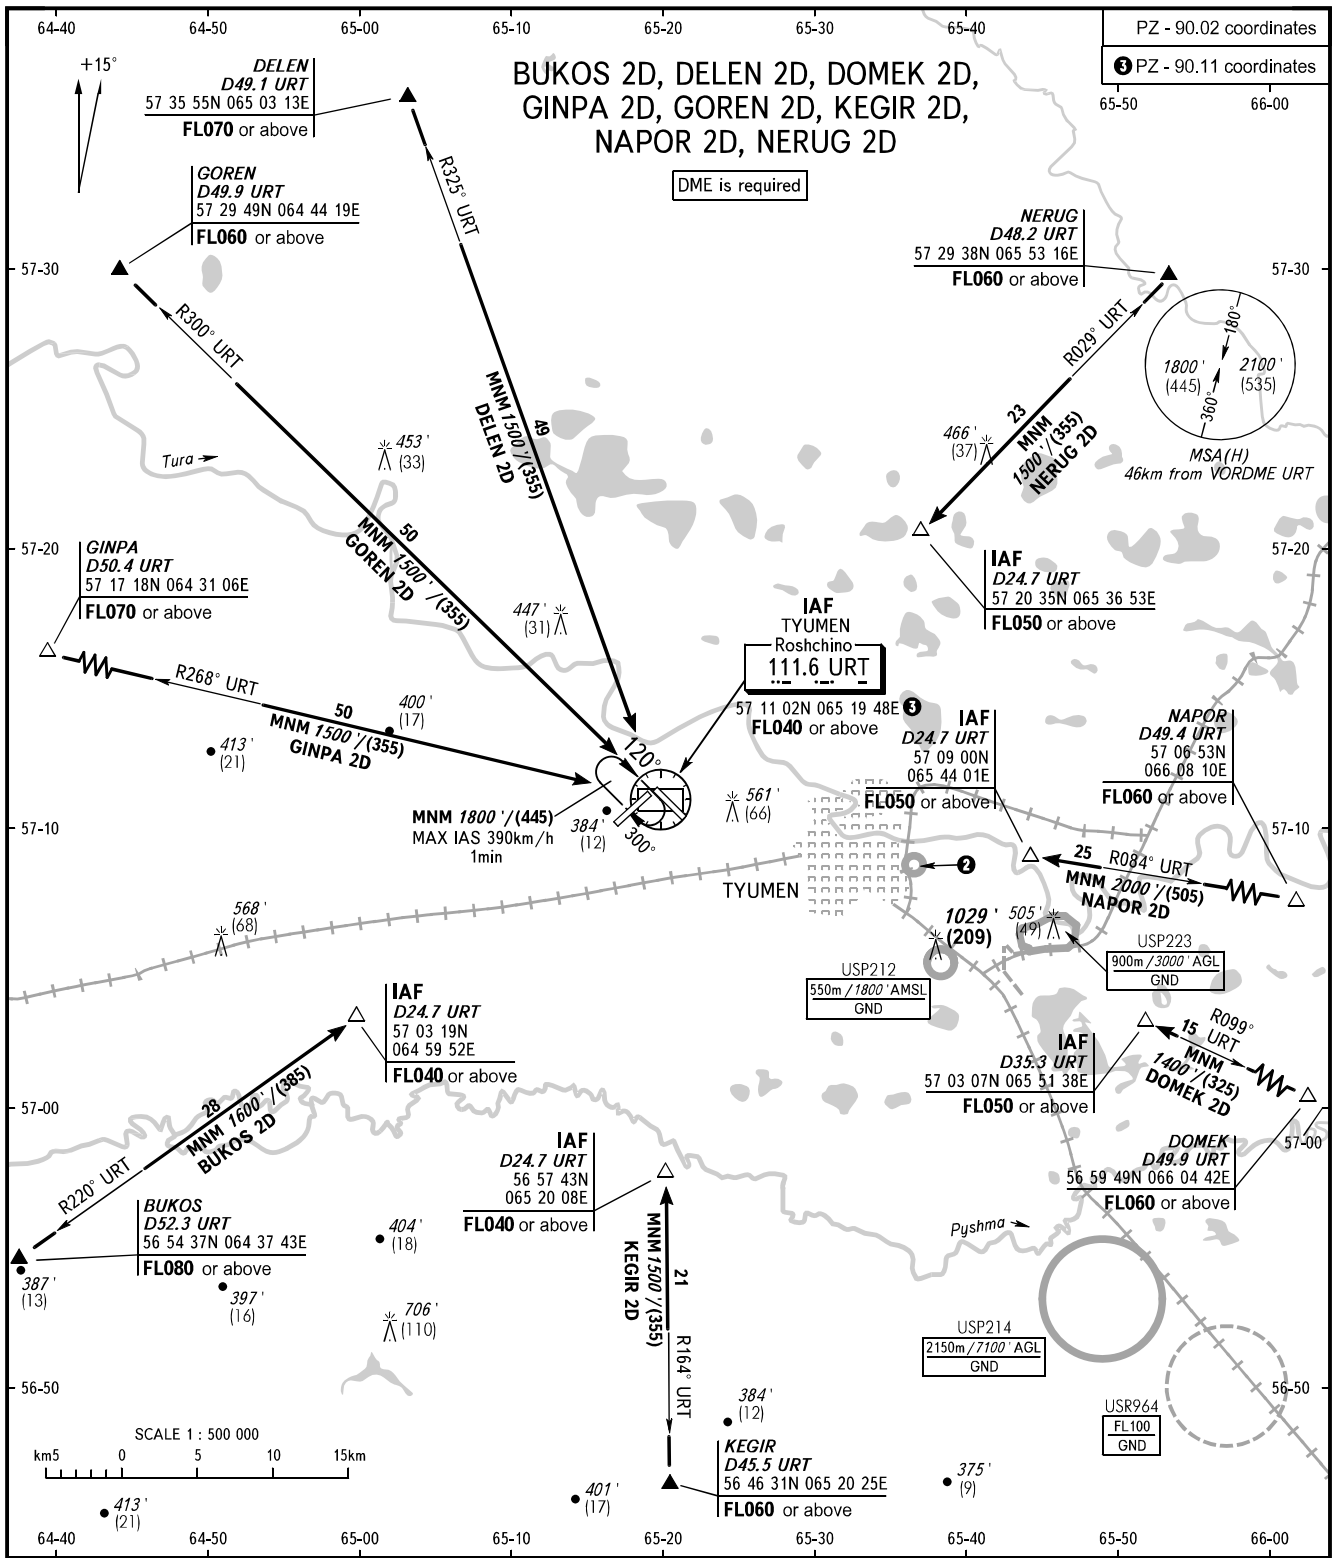 64-40
64-50
65-00
65-10
65-20
65-30
65-40
PZ - 90.02 coordinates
❸ PZ - 90.11 coordinates
65-50
66-00
+15°
BUKOS 2D, DELEN 2D, DOMEK 2D,
GINPA 2D, GOREN 2D, KEGIR 2D,
NAPOR 2D, NERUG 2D
DME is required
DELEN
D49.1 URT
57 35 55N 065 03 13E
FL070 or above
R325° URT
GOREN
D49.9 URT
57 29 49N 064 44 19E
FL060 or above
NERUG
D48.2 URT
57 29 38N 065 53 16E
FL060 or above
57-30
57-30
R300° URT
R029° URT
180°
1800'
(445)
2100'
(535)
360°
MSA(H)
46km from VORDME URT
49
MNM 1500'/(355)
DELEN 2D
23
MNM
1500'/(355)
NERUG 2D
453'
(33)
466'
(37)
Tura
50
MNM 1500'/(355)
GOREN 2D
57-20
57-20
GINPA
D50.4 URT
57 17 18N 064 31 06E
FL070 or above
IAF
D24.7 URT
57 20 35N 065 36 53E
FL050 or above
447'
(31)
IAF
TYUMEN
Roshchino
111.6 URT
57 11 02N 065 19 48E ❸
FL040 or above
R268° URT
50
MNM 1500'/(355)
GINPA 2D
400'
(17)
413'
(21)
IAF
D24.7 URT
57 09 00N
065 44 01E
FL050 or above
NAPOR
D49.4 URT
57 06 53N
066 08 10E
FL060 or above
120°
300°
MNM 1800'/(445)
MAX IAS 390km/h
1min
384'
(12)
561'
(66)
57-10
57-10
TYUMEN
❷
25
R084° URT
MNM 2000'/(505)
NAPOR 2D
568'
(68)
1029'
(209)
505'
(49)
USP223
900m/3000' AGL
GND
USP212
550m/1800' AMSL
GND
IAF
D24.7 URT
57 03 19N
064 59 52E
FL040 or above
IAF
D35.3 URT
57 03 07N 065 51 38E
FL050 or above
R099°
URT
15
MNM
1400'/(325)
DOMEK 2D
28
MNM 1600'/(385)
BUKOS 2D
R220° URT
57-00
57-00
IAF
D24.7 URT
56 57 43N
065 20 08E
FL040 or above
DOMEK
D49.9 URT
56 59 49N 066 04 42E
FL060 or above
BUKOS
D52.3 URT
56 54 37N 064 37 43E
FL080 or above
387'
(13)
404'
(18)
397'
(16)
706'
(110)
21
MNM 1500'/(355)
KEGIR 2D
R164° URT
Pyshma
USP214
2150m/7100' AGL
GND
USR964
FL100
GND
56-50
56-50
384'
(12)
KEGIR
D45.5 URT
56 46 31N 065 20 25E
FL060 or above
SCALE 1 : 500 000
km5
0
5
10
15km
413'
(21)
401'
(17)
375'
(9)
64-40
64-50
65-00
65-10
65-20
65-30
65-40
65-50
66-00